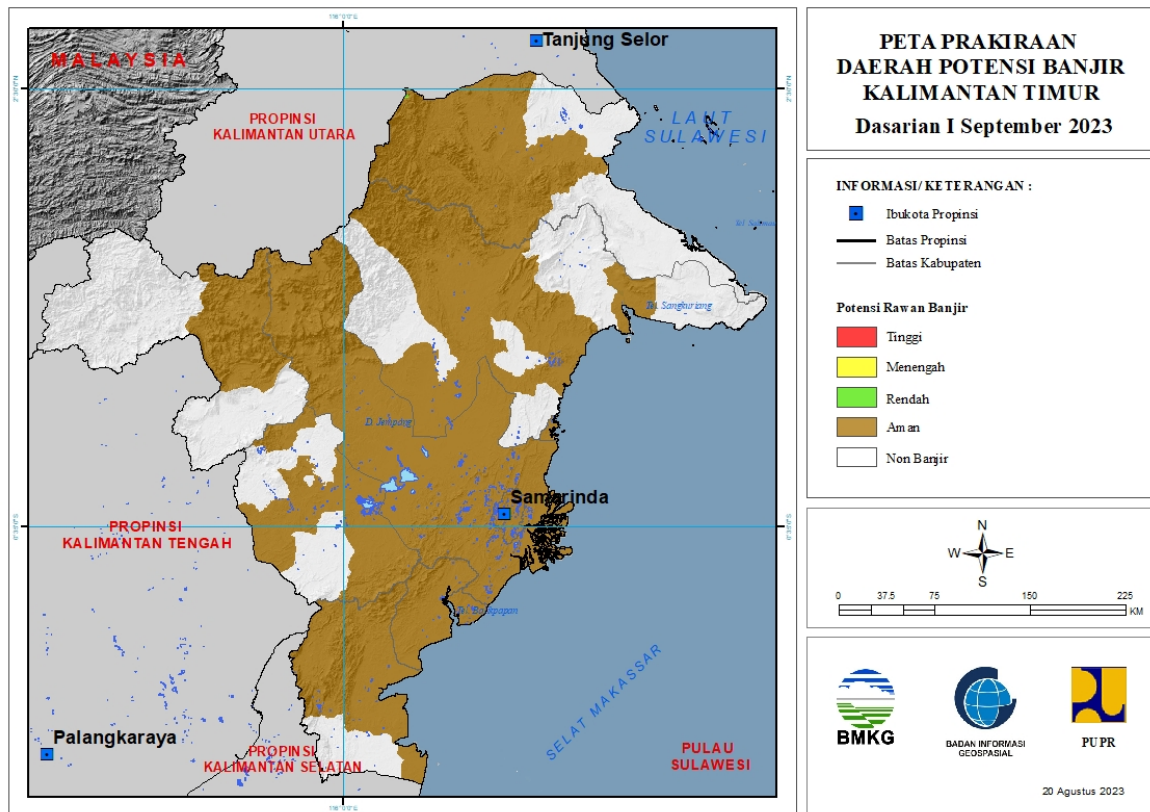 PETA PRAKIRAAN
DAERAH POTENSI BANJIR
KALIMANTAN TIMUR
Dasarian I September 2023
INFORMASI/ KETERANGAN :
Ibukota Propinsi
Batas Propinsi
Batas Kabupaten
Potensi Rawan Banjir
Tinggi
Menengah
Rendah
Aman
Non Banjir
N
W E
S
0 37.5 75 150 225
KM
BMKG
BADAN INFORMASI
GEOSPASIAL
PUPR
20 Agustus 2023
Tanjung Selor
MALAYSIA
PROPINSI
KALIMANTAN UTARA
LAUT
SULAWESI
Tel. Sangkuriang
D. Jempang
Samarinda
PROPINSI
KALIMANTAN TENGAH
SELAT MAKASSAR
Palangkaraya
PROPINSI
KALIMANTAN SELATAN
PULAU
SULAWESI